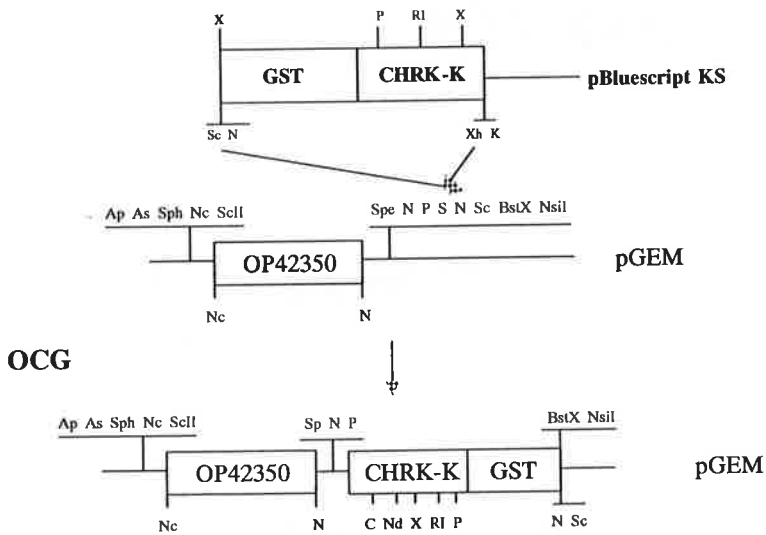 X P RI X
GST CHRK-K pBluescript KS
Sc N Xh K
Ap As Sph Nc ScII Spe N P S N Sc BstX NsiI
OP42350 pGEM
Nc N
OCG
Ap As Sph Nc ScII Sp N P BstX NsiI
OP42350 CHRK-K GST pGEM
Nc N C Nd X RI P N Sc